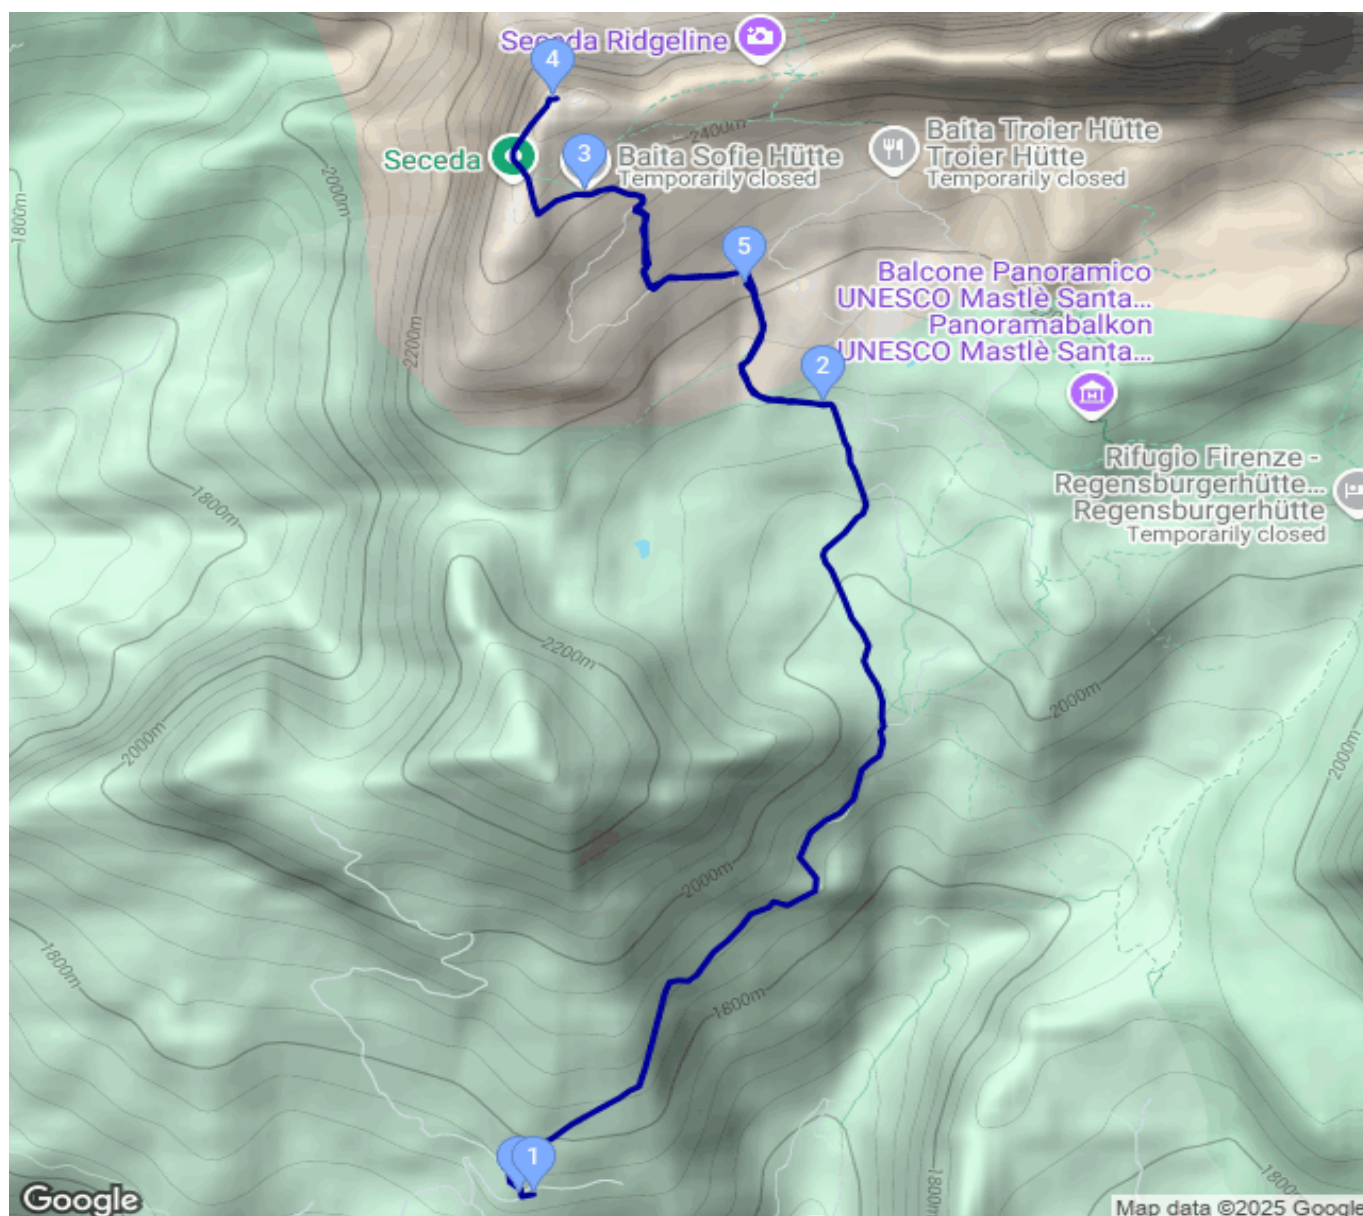 Seceda Ridgeline
4
2400m
Baita Troier Hütte
Troier Hütte
Temporarily closed
Seceda
3
Baita Sofie Hütte
Temporarily closed
2000m
1800m
5
Balcone Panoramico
UNESCO Mastlè Santa...
Panoramabalkon
UNESCO Mastlè Santa...
2200m
2
Rifugio Firenze -
Regensburgerhütte...
Regensburgerhütte
Temporarily closed
1800m
2200m
2000m
2000m
2000m
2000m
1800m
1800m
1
1800m
1800m
Google
Map data ©2025 Google